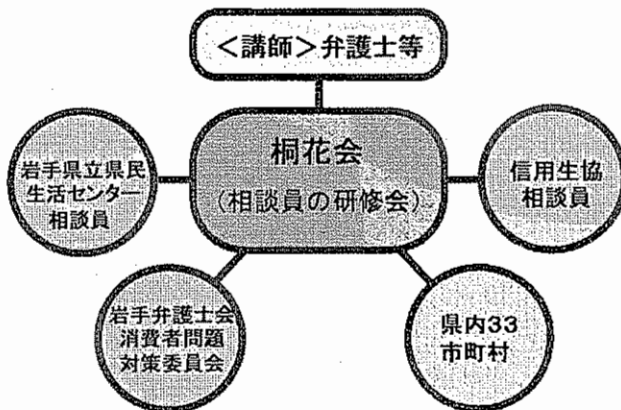 <講師>弁護士等
桐花会
(相談員の研修会)
岩手県立県民
生活センター
相談員
信用生協
相談員
岩手弁護士会
消費者問題
対策委員会
県内33
市町村